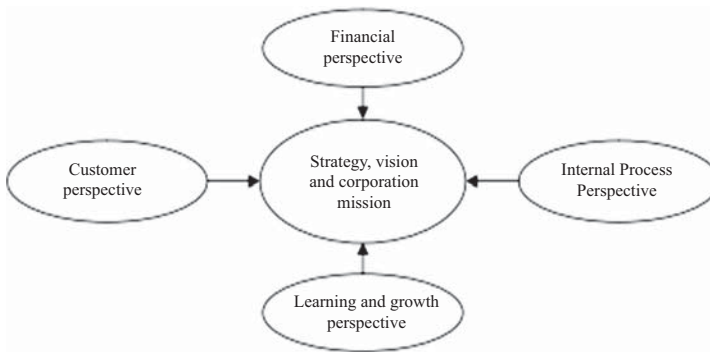 Financial
perspective
Customer
perspective
Strategy, vision
and corporation
mission
Internal Process
Perspective
Learning and growth
perspective